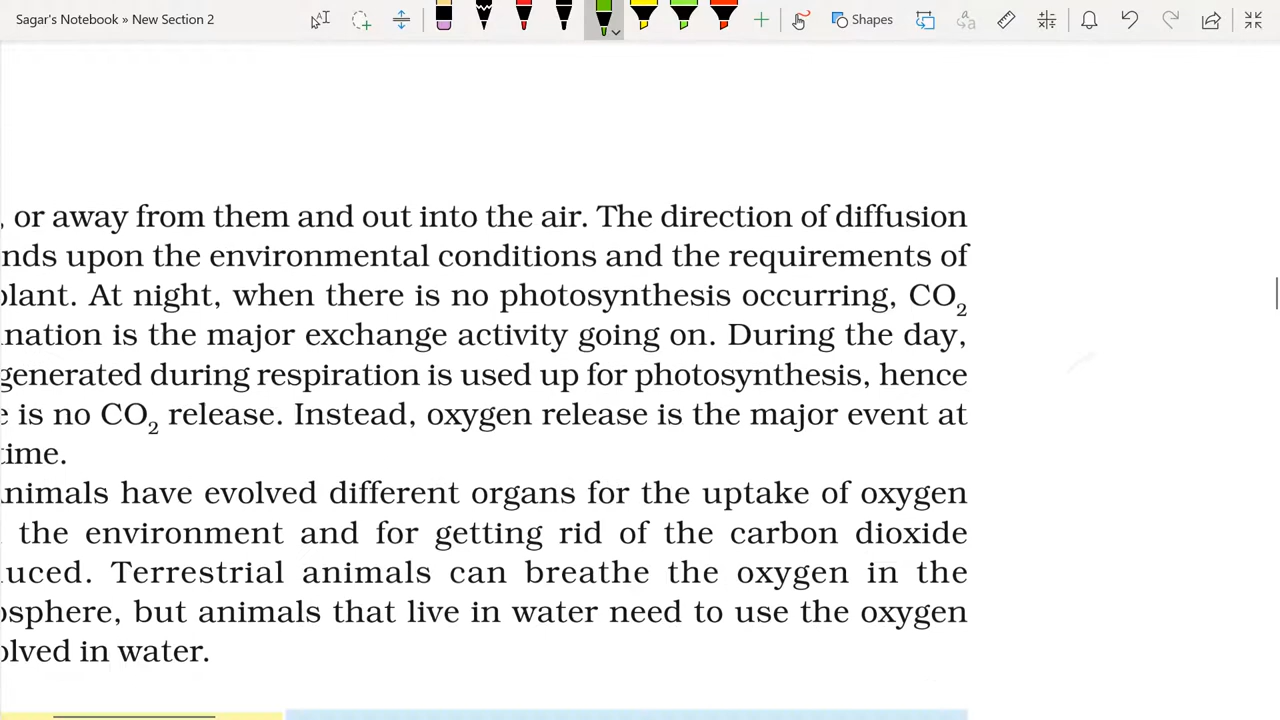 Sagar's Notebook » New Section 2
Shapes
, or away from them and out into the air. The direction of diffusion
nds upon the environmental conditions and the requirements of
plant. At night, when there is no photosynthesis occurring, CO₂
ination is the major exchange activity going on. During the day,
generated during respiration is used up for photosynthesis, hence
e is no CO₂ release. Instead, oxygen release is the major event at
time.
nimals have evolved different organs for the uptake of oxygen
the environment and for getting rid of the carbon dioxide
uced. Terrestrial animals can breathe the oxygen in the
osphere, but animals that live in water need to use the oxygen
olved in water.